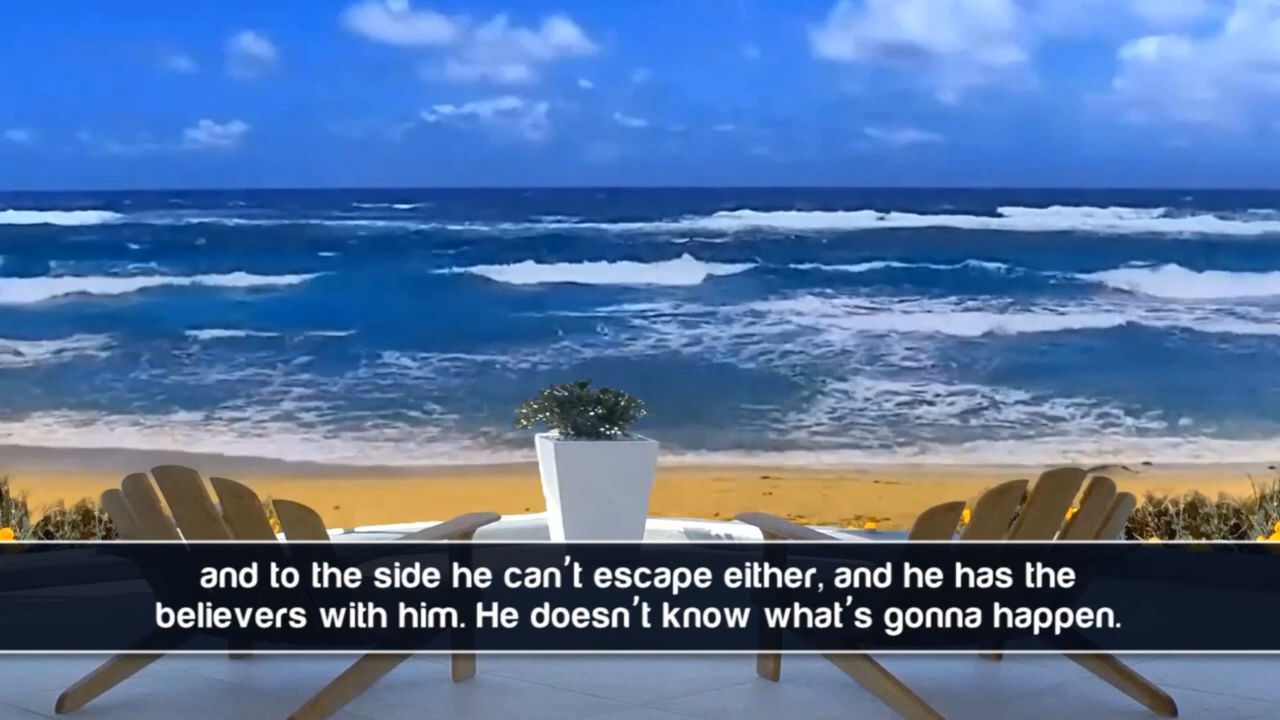 and to the side he can't escape either, and he has the
believers with him. He doesn't know what's gonna happen.